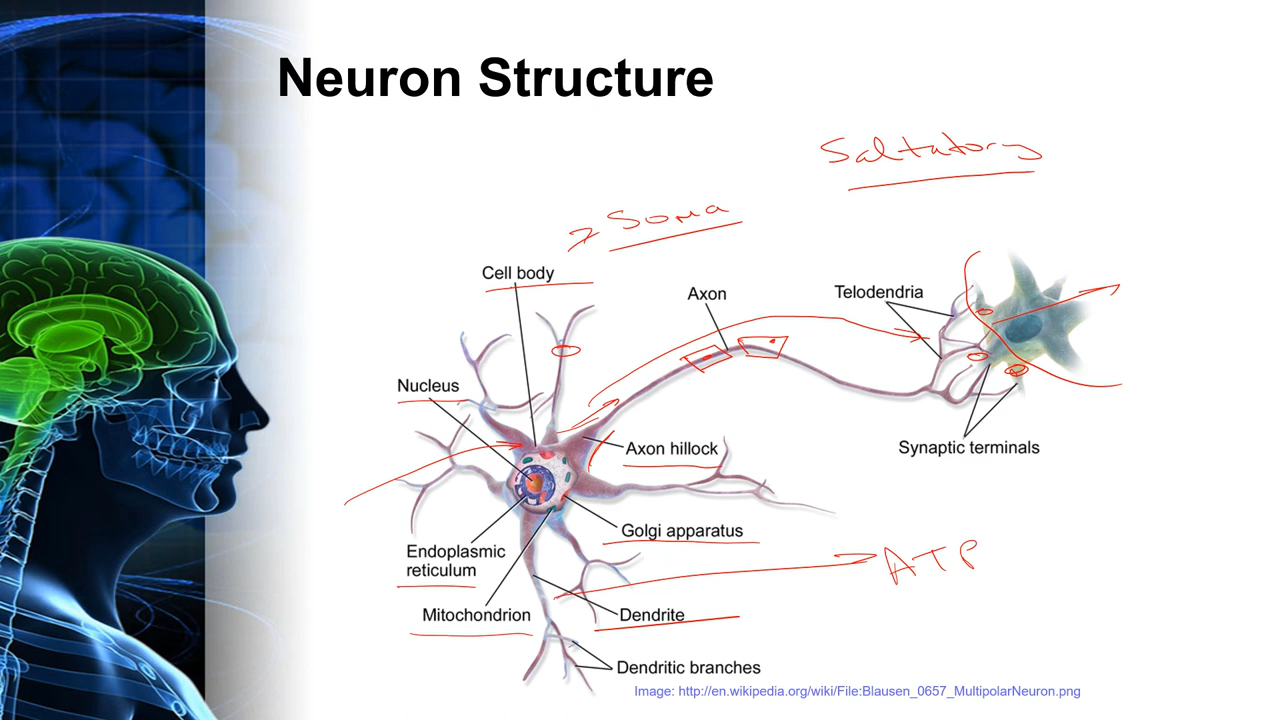 Neuron Structure
Saltatory
Soma
Cell body
Axon
Telodendria
Nucleus
Axon hillock
Synaptic terminals
Golgi apparatus
Endoplasmic
reticulum
ATP
Mitochondrion
Dendrite
Dendritic branches
Image: http://en.wikipedia.org/wiki/File:Blausen_0657_MultipolarNeuron.png